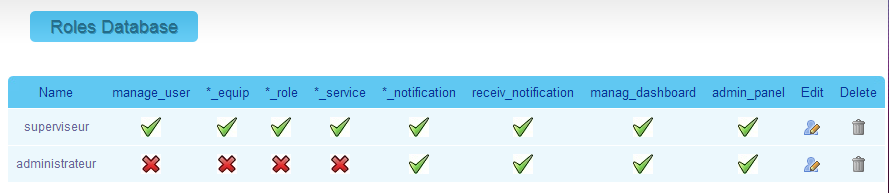 Roles Database
Name manage_user *_equip *_role *_service *_notification receiv_notification manag_dashboard admin_panel Edit Delete
superviseur
administrateur